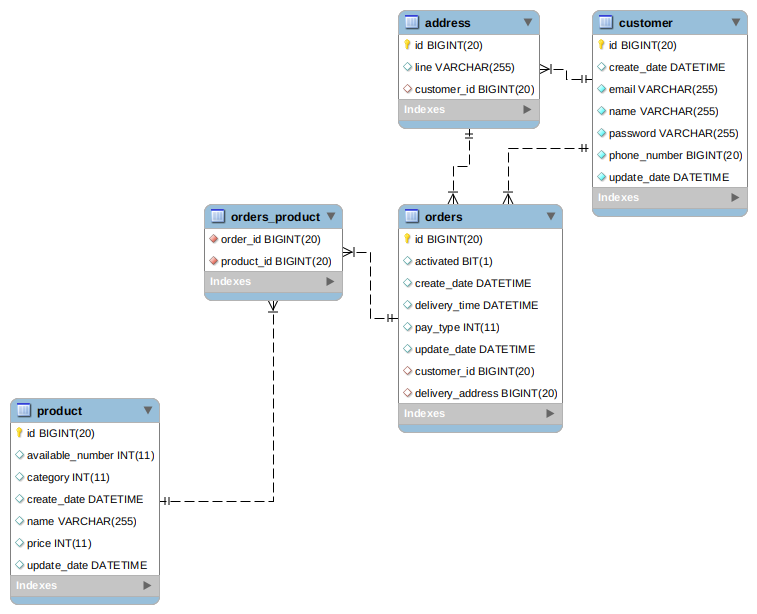 address
id BIGINT(20)
line VARCHAR(255)
customer_id BIGINT(20)
Indexes
customer
id BIGINT(20)
create_date DATETIME
email VARCHAR(255)
name VARCHAR(255)
password VARCHAR(255)
phone_number BIGINT(20)
update_date DATETIME
Indexes
orders_product
order_id BIGINT(20)
product_id BIGINT(20)
Indexes
orders
id BIGINT(20)
activated BIT(1)
create_date DATETIME
delivery_time DATETIME
pay_type INT(11)
update_date DATETIME
customer_id BIGINT(20)
delivery_address BIGINT(20)
Indexes
product
id BIGINT(20)
available_number INT(11)
category INT(11)
create_date DATETIME
name VARCHAR(255)
price INT(11)
update_date DATETIME
Indexes